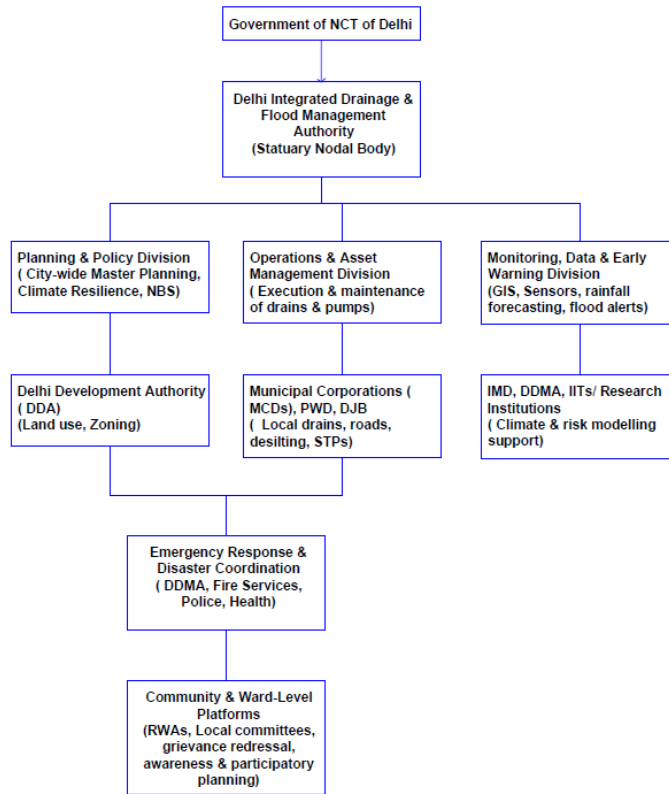 Government of NCT of Delhi
Delhi Integrated Drainage &
Flood Management
Authority
(Statuary Nodal Body)
Planning & Policy Division
( City-wide Master Planning,
Climate Resilience, NBS)
Operations & Asset
Management Division
( Execution & maintenance
of drains & pumps)
Monitoring, Data & Early
Warning Division
(GIS, Sensors, rainfall
forecasting, flood alerts)
Delhi Development Authority
( DDA)
(Land use, Zoning)
Municipal Corporations (
MCDs), PWD, DJB
( Local drains, roads,
desilting, STPs)
IMD, DDMA, IITs/ Research
Institutions
( Climate & risk modelling
support)
Emergency Response &
Disaster Coordination
( DDMA, Fire Services,
Police, Health)
Community & Ward-Level
Platforms
(RWAs, Local committees,
grievance redressal,
awareness & participatory
planning)